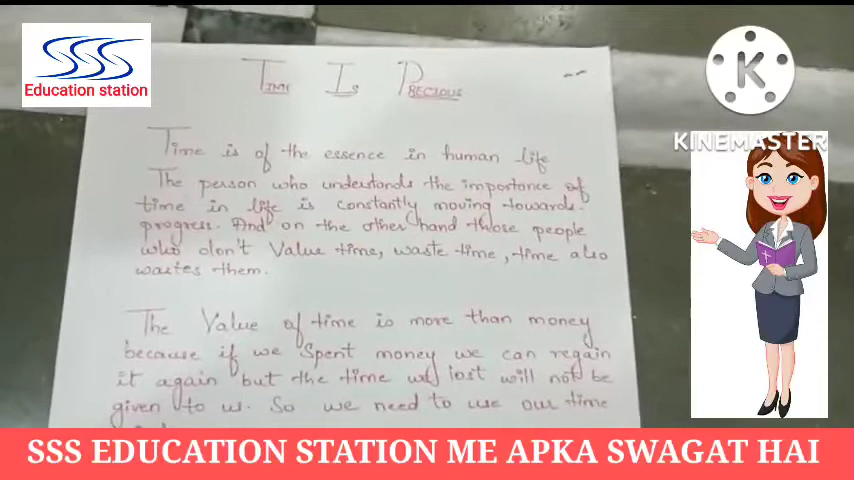 SSS
Education station
K
KINEMASTER
TIME IS PRECIOUS
Time is of the essence in human life
The person who understands the importance of
time in life is constantly moving towards
progress. And on the other hand those people
who don't Value time, waste time, time also
wastes them.
The Value of time is more than money
because if we Spent money we can regain
it again but the time we lost will not be
given to us. So we need to use our time
SSS EDUCATION STATION ME APKA SWAGAT HAI